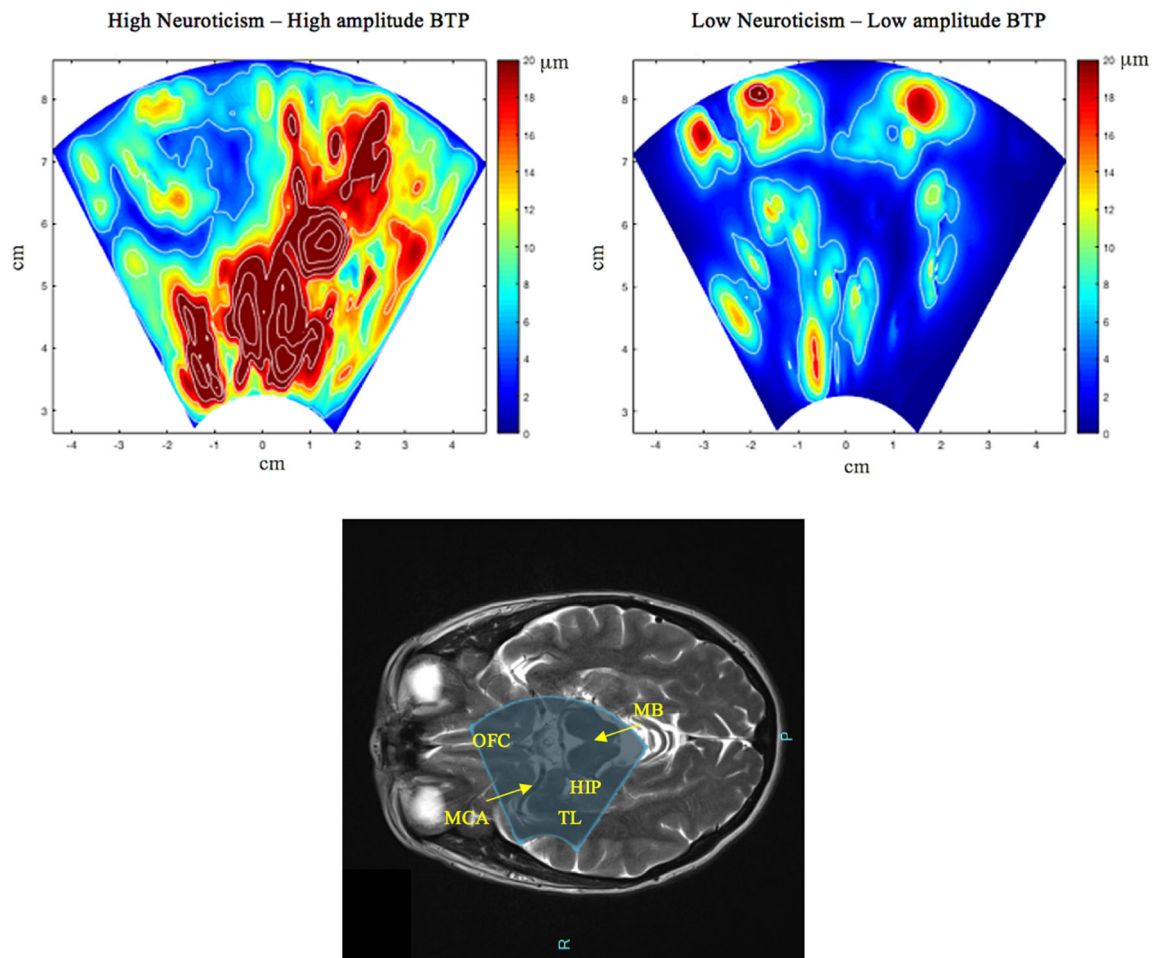 High Neuroticism – High amplitude BTP
Low Neuroticism – Low amplitude BTP
μm
20
18
16
14
12
10
8
6
4
2
0
8
7
6
5
4
3
cm
-4 -3 -2 -1 0 1 2 3 4
cm
μm
20
18
16
14
12
10
8
6
4
2
0
8
7
6
5
4
3
cm
-4 -3 -2 -1 0 1 2 3 4
cm
MB
OFC
P
HIP
MCA
TL
R